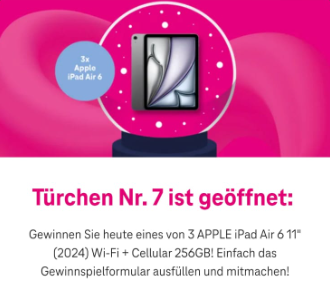 3x
Apple
iPad Air 6
Türchen Nr. 7 ist geöffnet:
Gewinnen Sie heute eines von 3 APPLE iPad Air 6 11"
(2024) Wi-Fi + Cellular 256GB! Einfach das
Gewinnspielformular ausfüllen und mitmachen!